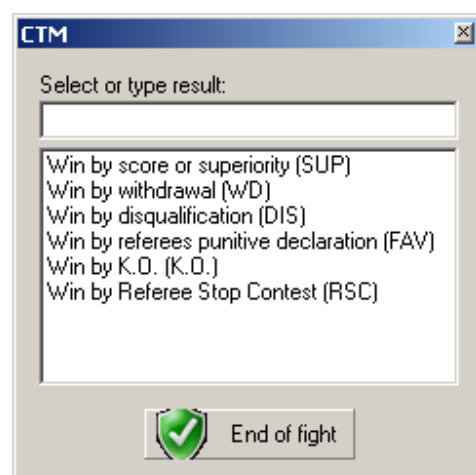 CTM
Select or type result:
Win by score or superiority (SUP)
Win by withdrawal (WD)
Win by disqualification (DIS)
Win by referees punitive declaration (FAV)
Win by K.O. (K.O.)
Win by Referee Stop Contest (RSC)
End of fight